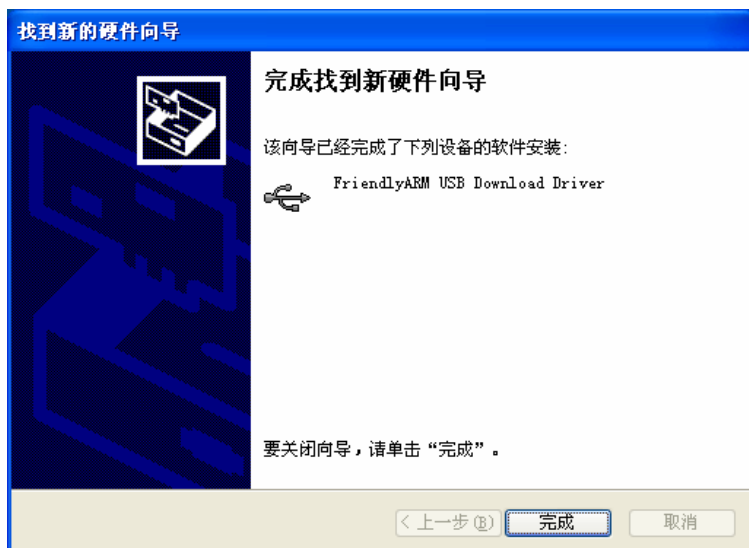 找到新的硬件向导
完成找到新硬件向导
该向导已经完成了下列设备的软件安装:
FriendlyARM USB Download Driver
要关闭向导,请单击“完成”。
< 上一步(B)
完成
取消